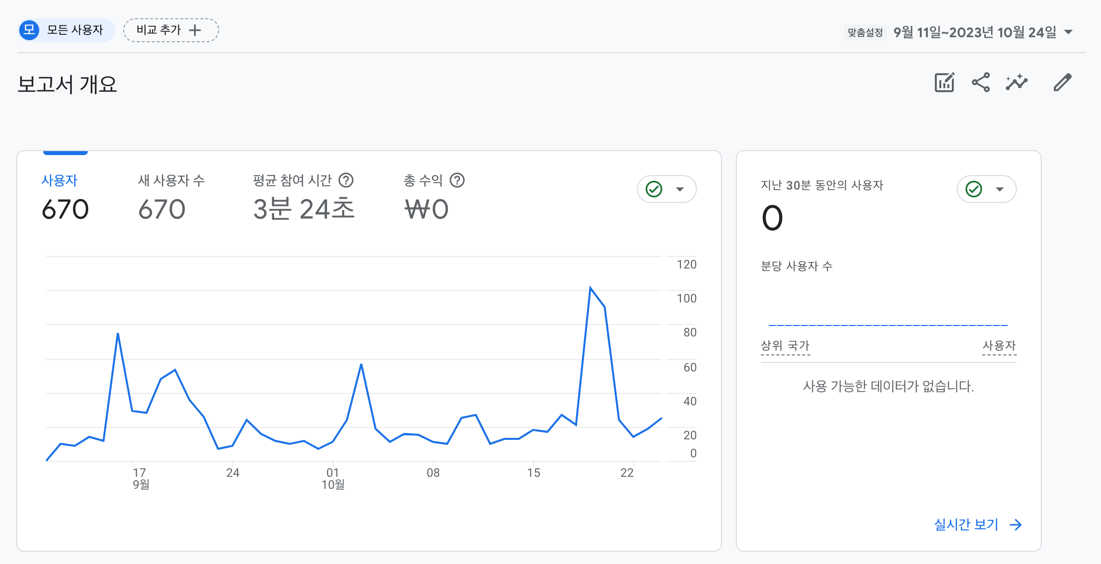 모 모든 사용자 비교 추가
맞춤설정 9월 11일~2023년 10월 24일
보고서 개요
사용자 새 사용자 수 평균 참여 시간 총 수익
670 670 3분 24초 ₩0
120
100
80
60
40
20
0
17 24 01 08 15 22
9월 10월
지난 30분 동안의 사용자
0
분당 사용자 수
상위 국가 사용자
사용 가능한 데이터가 없습니다.
실시간 보기